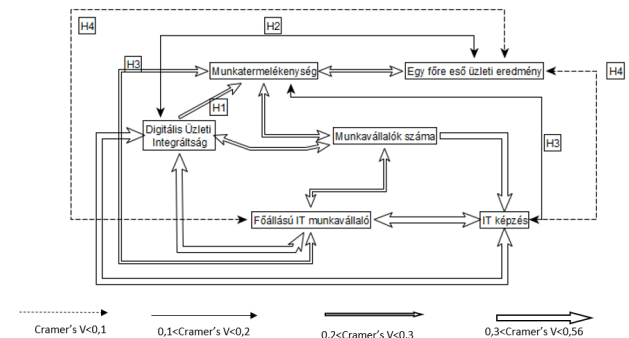 H4
H2
H3
Munkatermelékenység
Egy főre eső üzleti eredmény
H4
H1
Digitális Üzleti
Integráltság
Munkavállalók száma
H3
Főállású IT munkavállaló
IT képzés
Cramer's V<0,1
0,1<Cramer's V<0,2
0,2<Cramer's V<0,3
0,3<Cramer's V<0,56